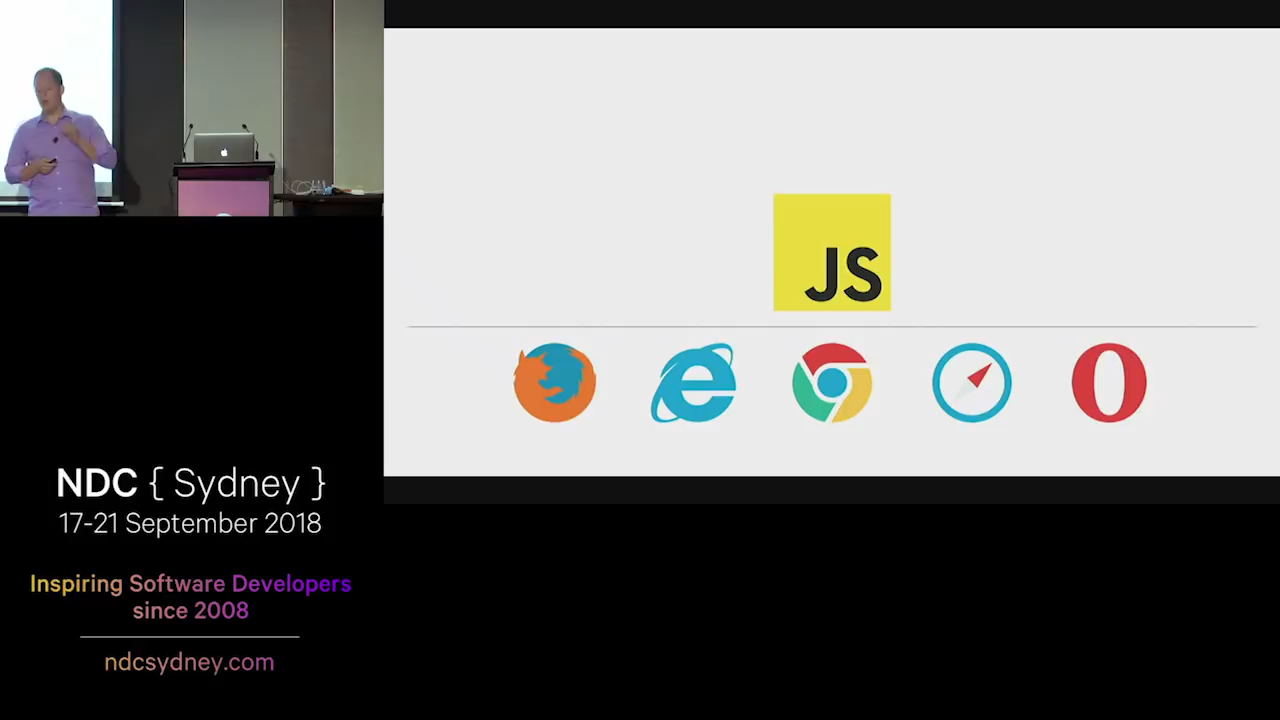 JS
NDC { Sydney }
17-21 September 2018
Inspiring Software Developers
since 2008
ndcsydney.com